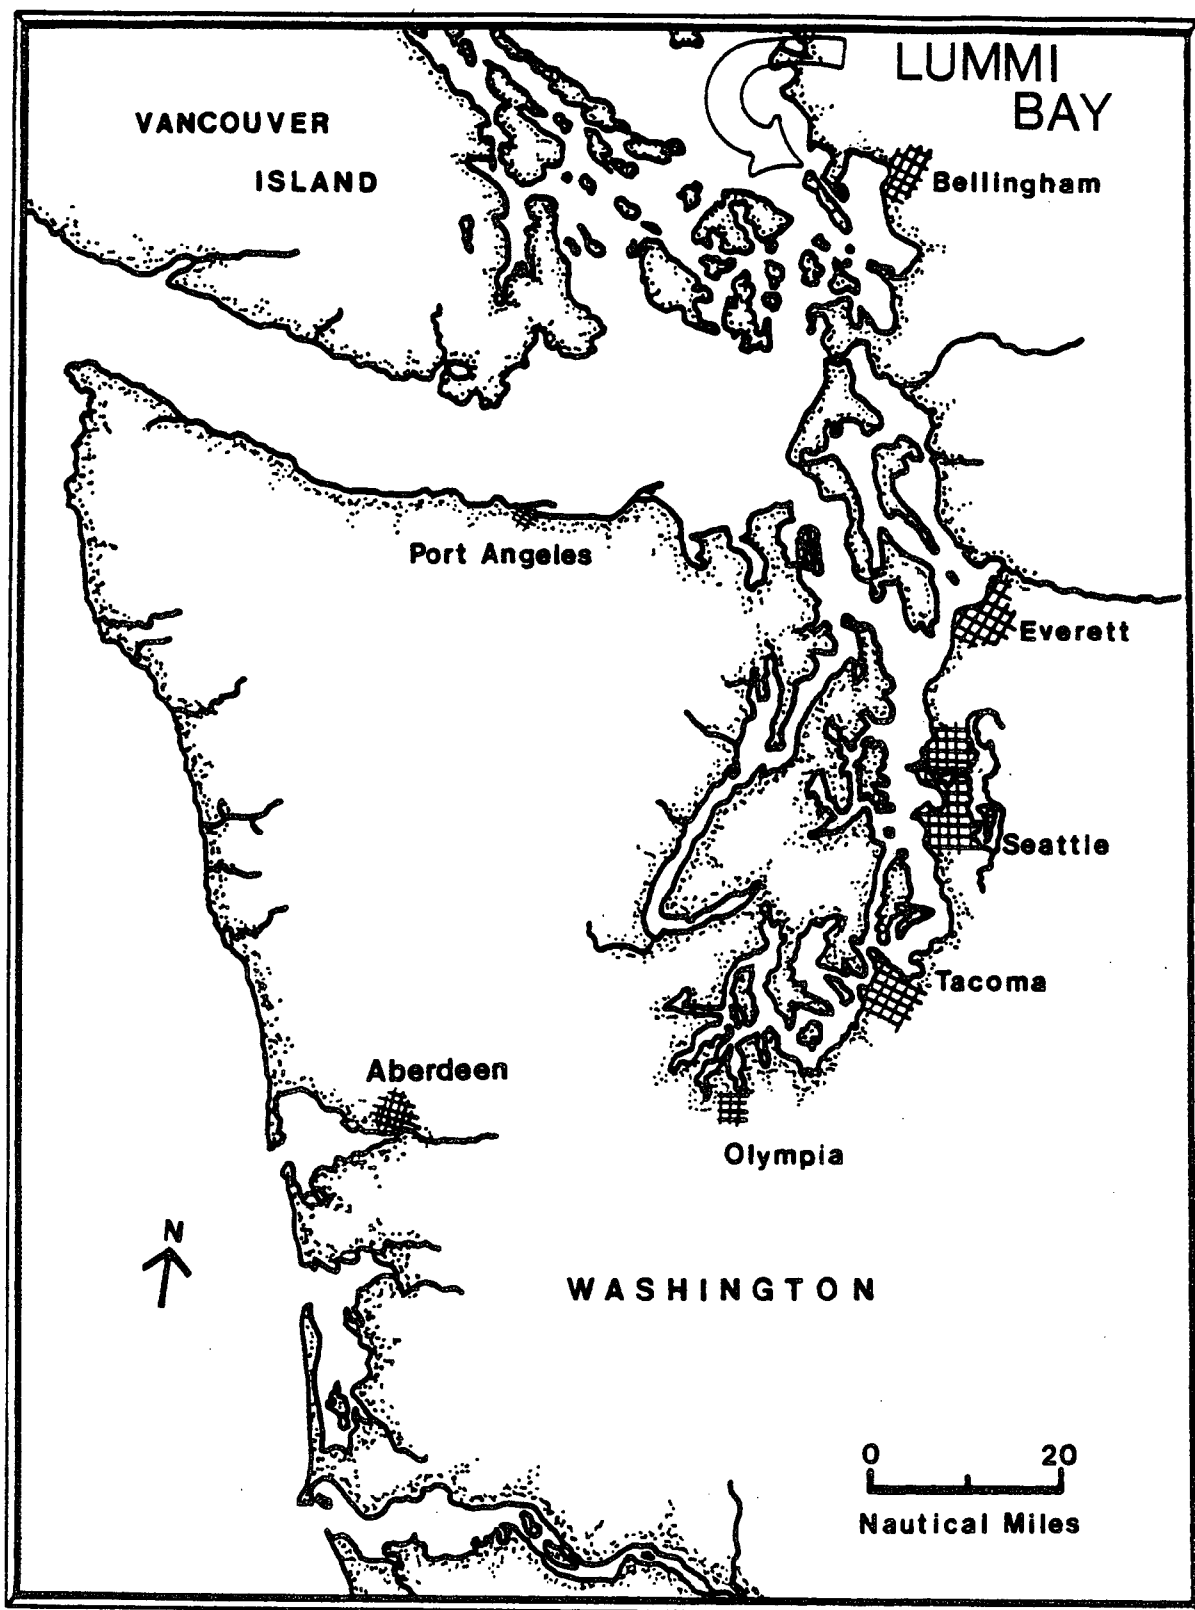 LUMMI
BAY
VANCOUVER
ISLAND
Bellingham
Port Angeles
Everett
Seattle
Tacoma
Aberdeen
Olympia
N
WASHINGTON
0 20
Nautical Miles